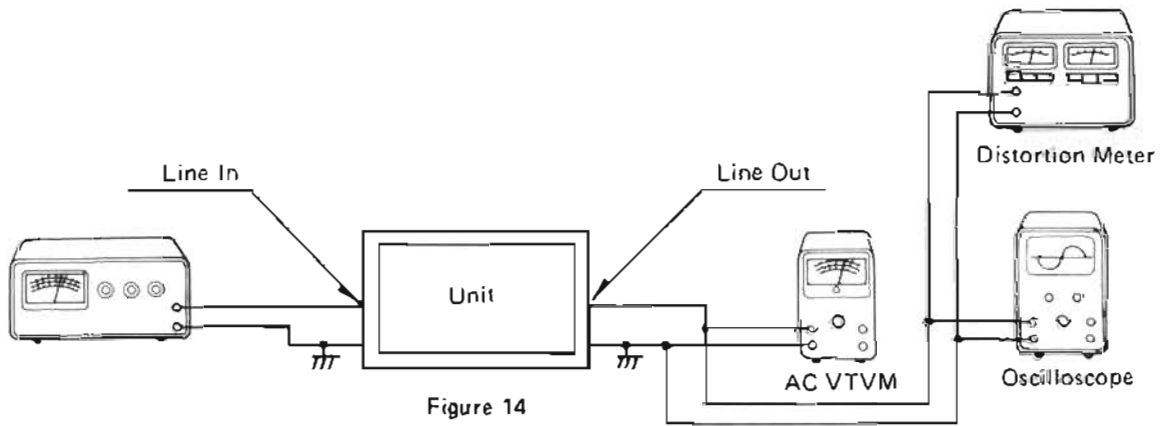 Distortion Meter
Line In
Line Out
Unit
AC VTVM
Oscilloscope
Figure 14